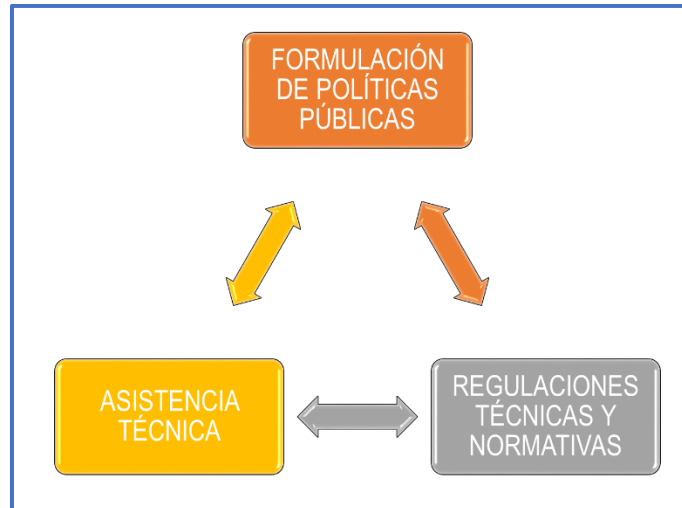 FORMULACIÓN
DE POLÍTICAS
PÚBLICAS
ASISTENCIA
TÉCNICA
REGULACIONES
TÉCNICAS Y
NORMATIVAS